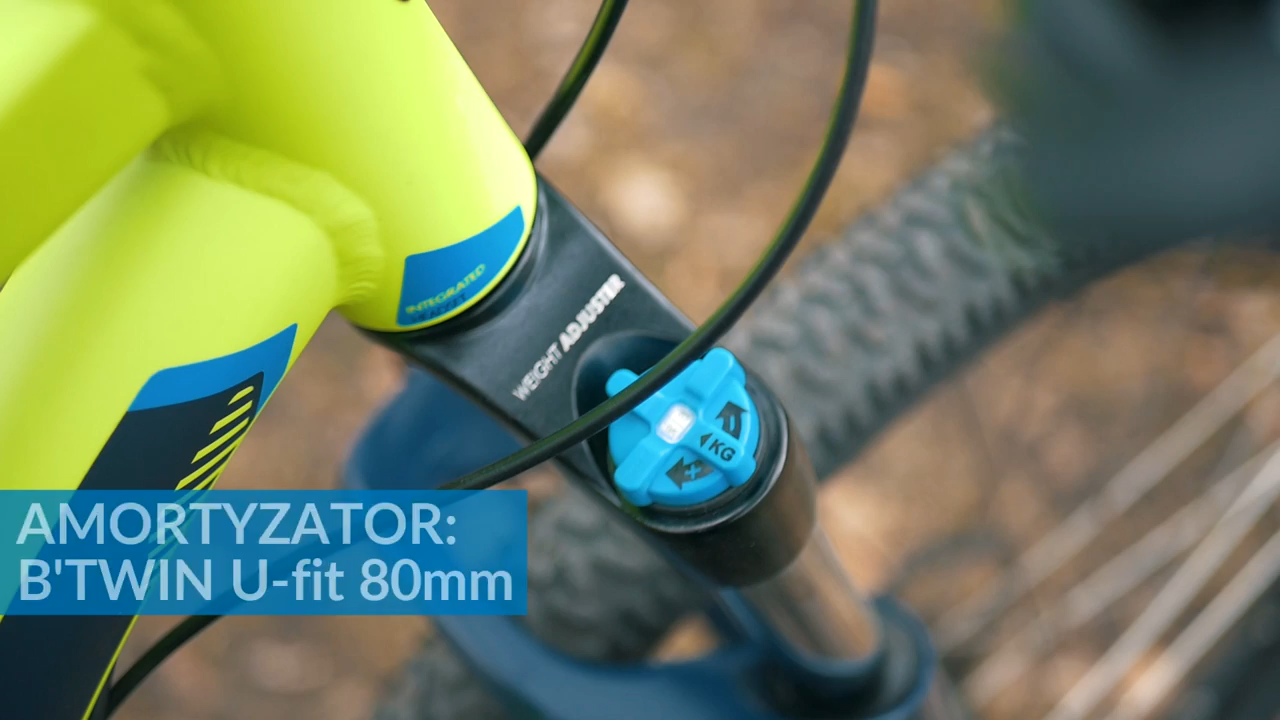 INTEGRATED
WEIGHT ADJUSTER
KG
AMORTYZATOR:
B'TWIN U-fit 80mm